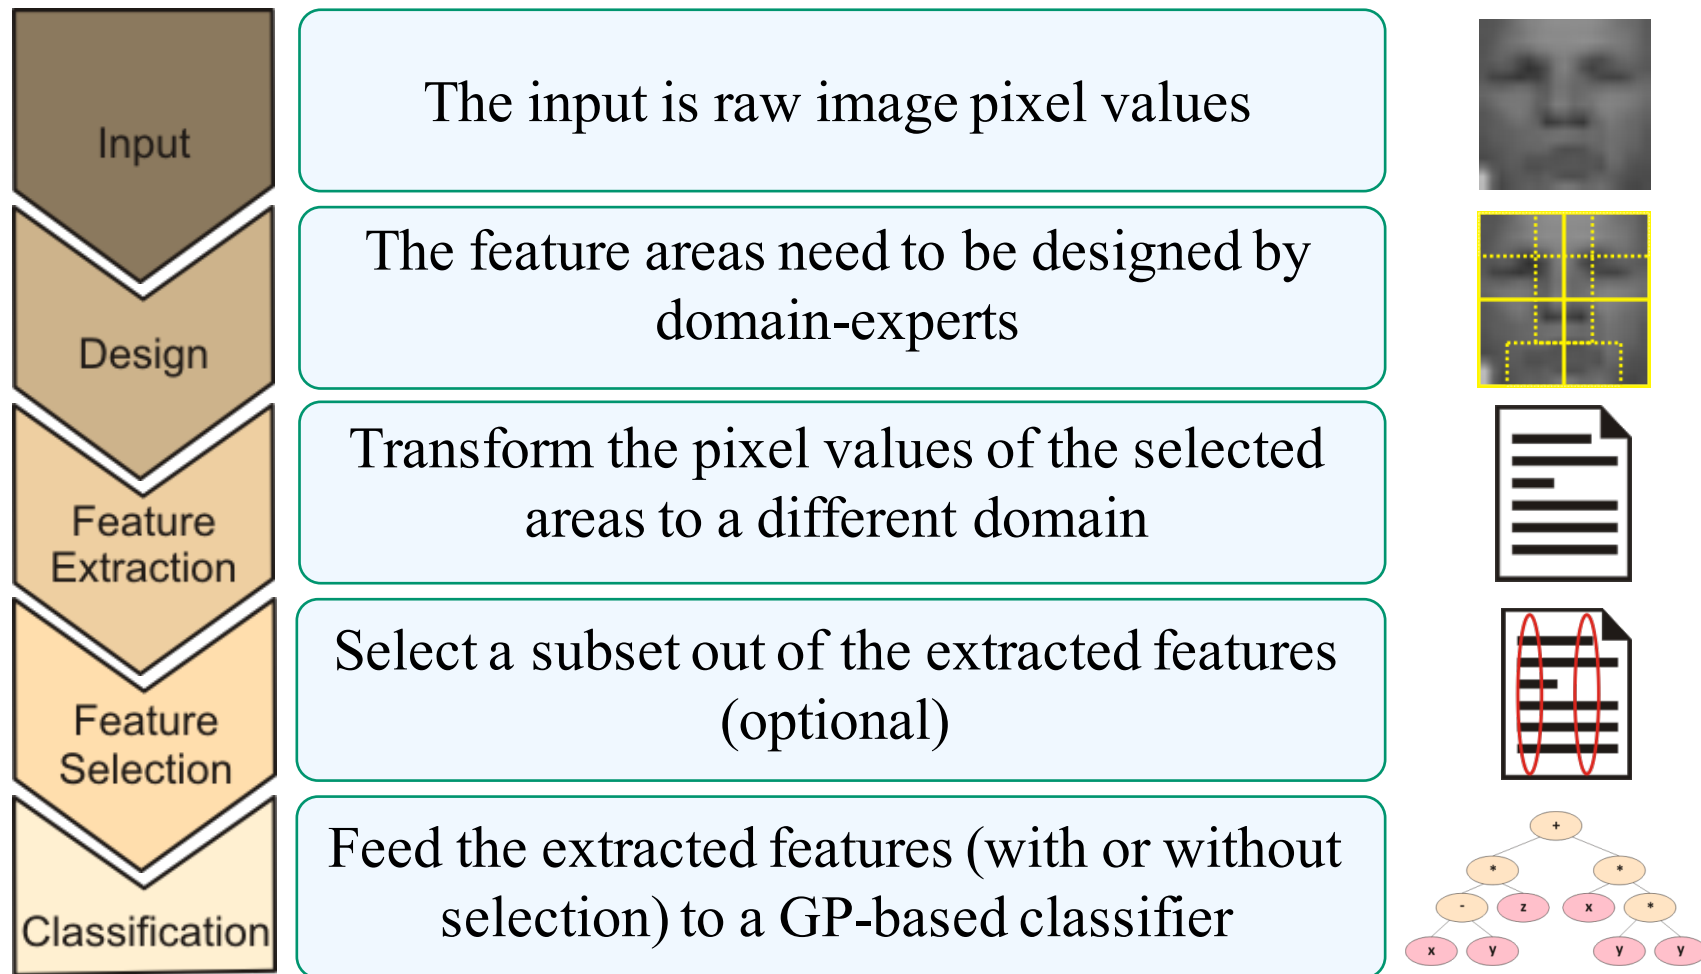 Input
The input is raw image pixel values
Design
The feature areas need to be designed by
domain-experts
Feature
Extraction
Transform the pixel values of the selected
areas to a different domain
Feature
Selection
Select a subset out of the extracted features
(optional)
Classification
Feed the extracted features (with or without
selection) to a GP-based classifier
+
* *
- z x *
x y y y